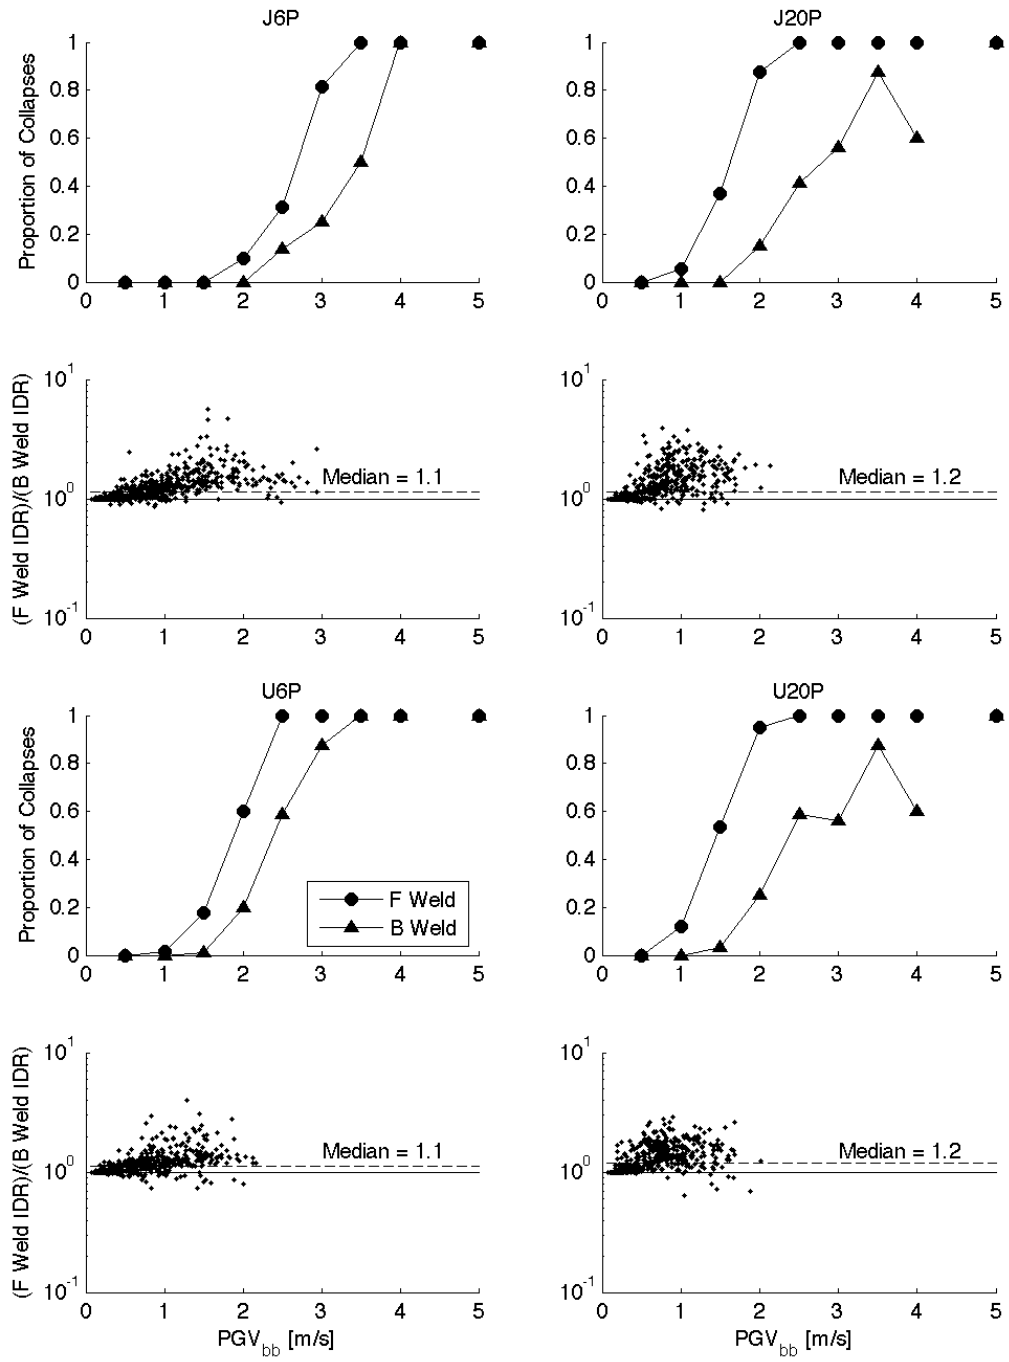 J6P
J20P
Proportion of Collapses
1
0.8
0.6
0.4
0.2
0
0 1 2 3 4 5
1
0.8
0.6
0.4
0.2
0
0 1 2 3 4 5
(F Weld IDR)/(B Weld IDR)
10^1
10^0
10^-1
Median = 1.1
0 1 2 3 4 5
10^1
10^0
10^-1
Median = 1.2
0 1 2 3 4 5
U6P
U20P
Proportion of Collapses
1
0.8
0.6
0.4
0.2
0
F Weld
B Weld
0 1 2 3 4 5
1
0.8
0.6
0.4
0.2
0
0 1 2 3 4 5
(F Weld IDR)/(B Weld IDR)
10^1
10^0
10^-1
Median = 1.1
0 1 2 3 4 5
PGV_bb [m/s]
10^1
10^0
10^-1
Median = 1.2
0 1 2 3 4 5
PGV_bb [m/s]